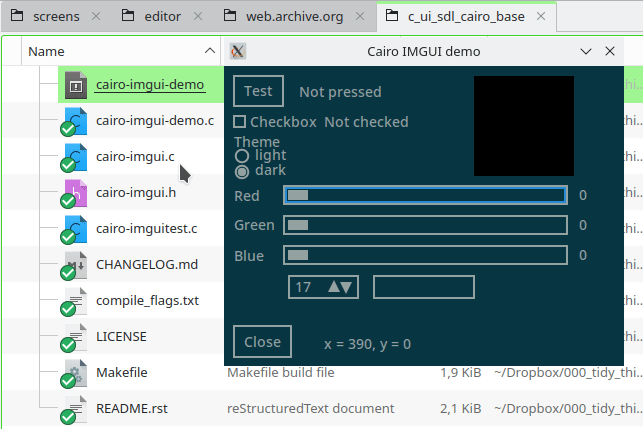 screens editor web.archive.org c_ui_sdl_cairo_base
Name
Cairo IMGUI demo
cairo-imgui-demo
cairo-imgui-demo.c
cairo-imgui.c
cairo-imgui.h
cairo-imguitest.c
CHANGELOG.md
compile_flags.txt
LICENSE
Makefile Makefile build file 1,9 KiB ~/Dropbox/000_tidy_thi...
README.rst reStructuredText document 2,1 KiB ~/Dropbox/000_tidy_thi...
Test Not pressed
Checkbox Not checked
Theme
light
dark
Red 0
Green 0
Blue 0
17
Close x = 390, y = 0